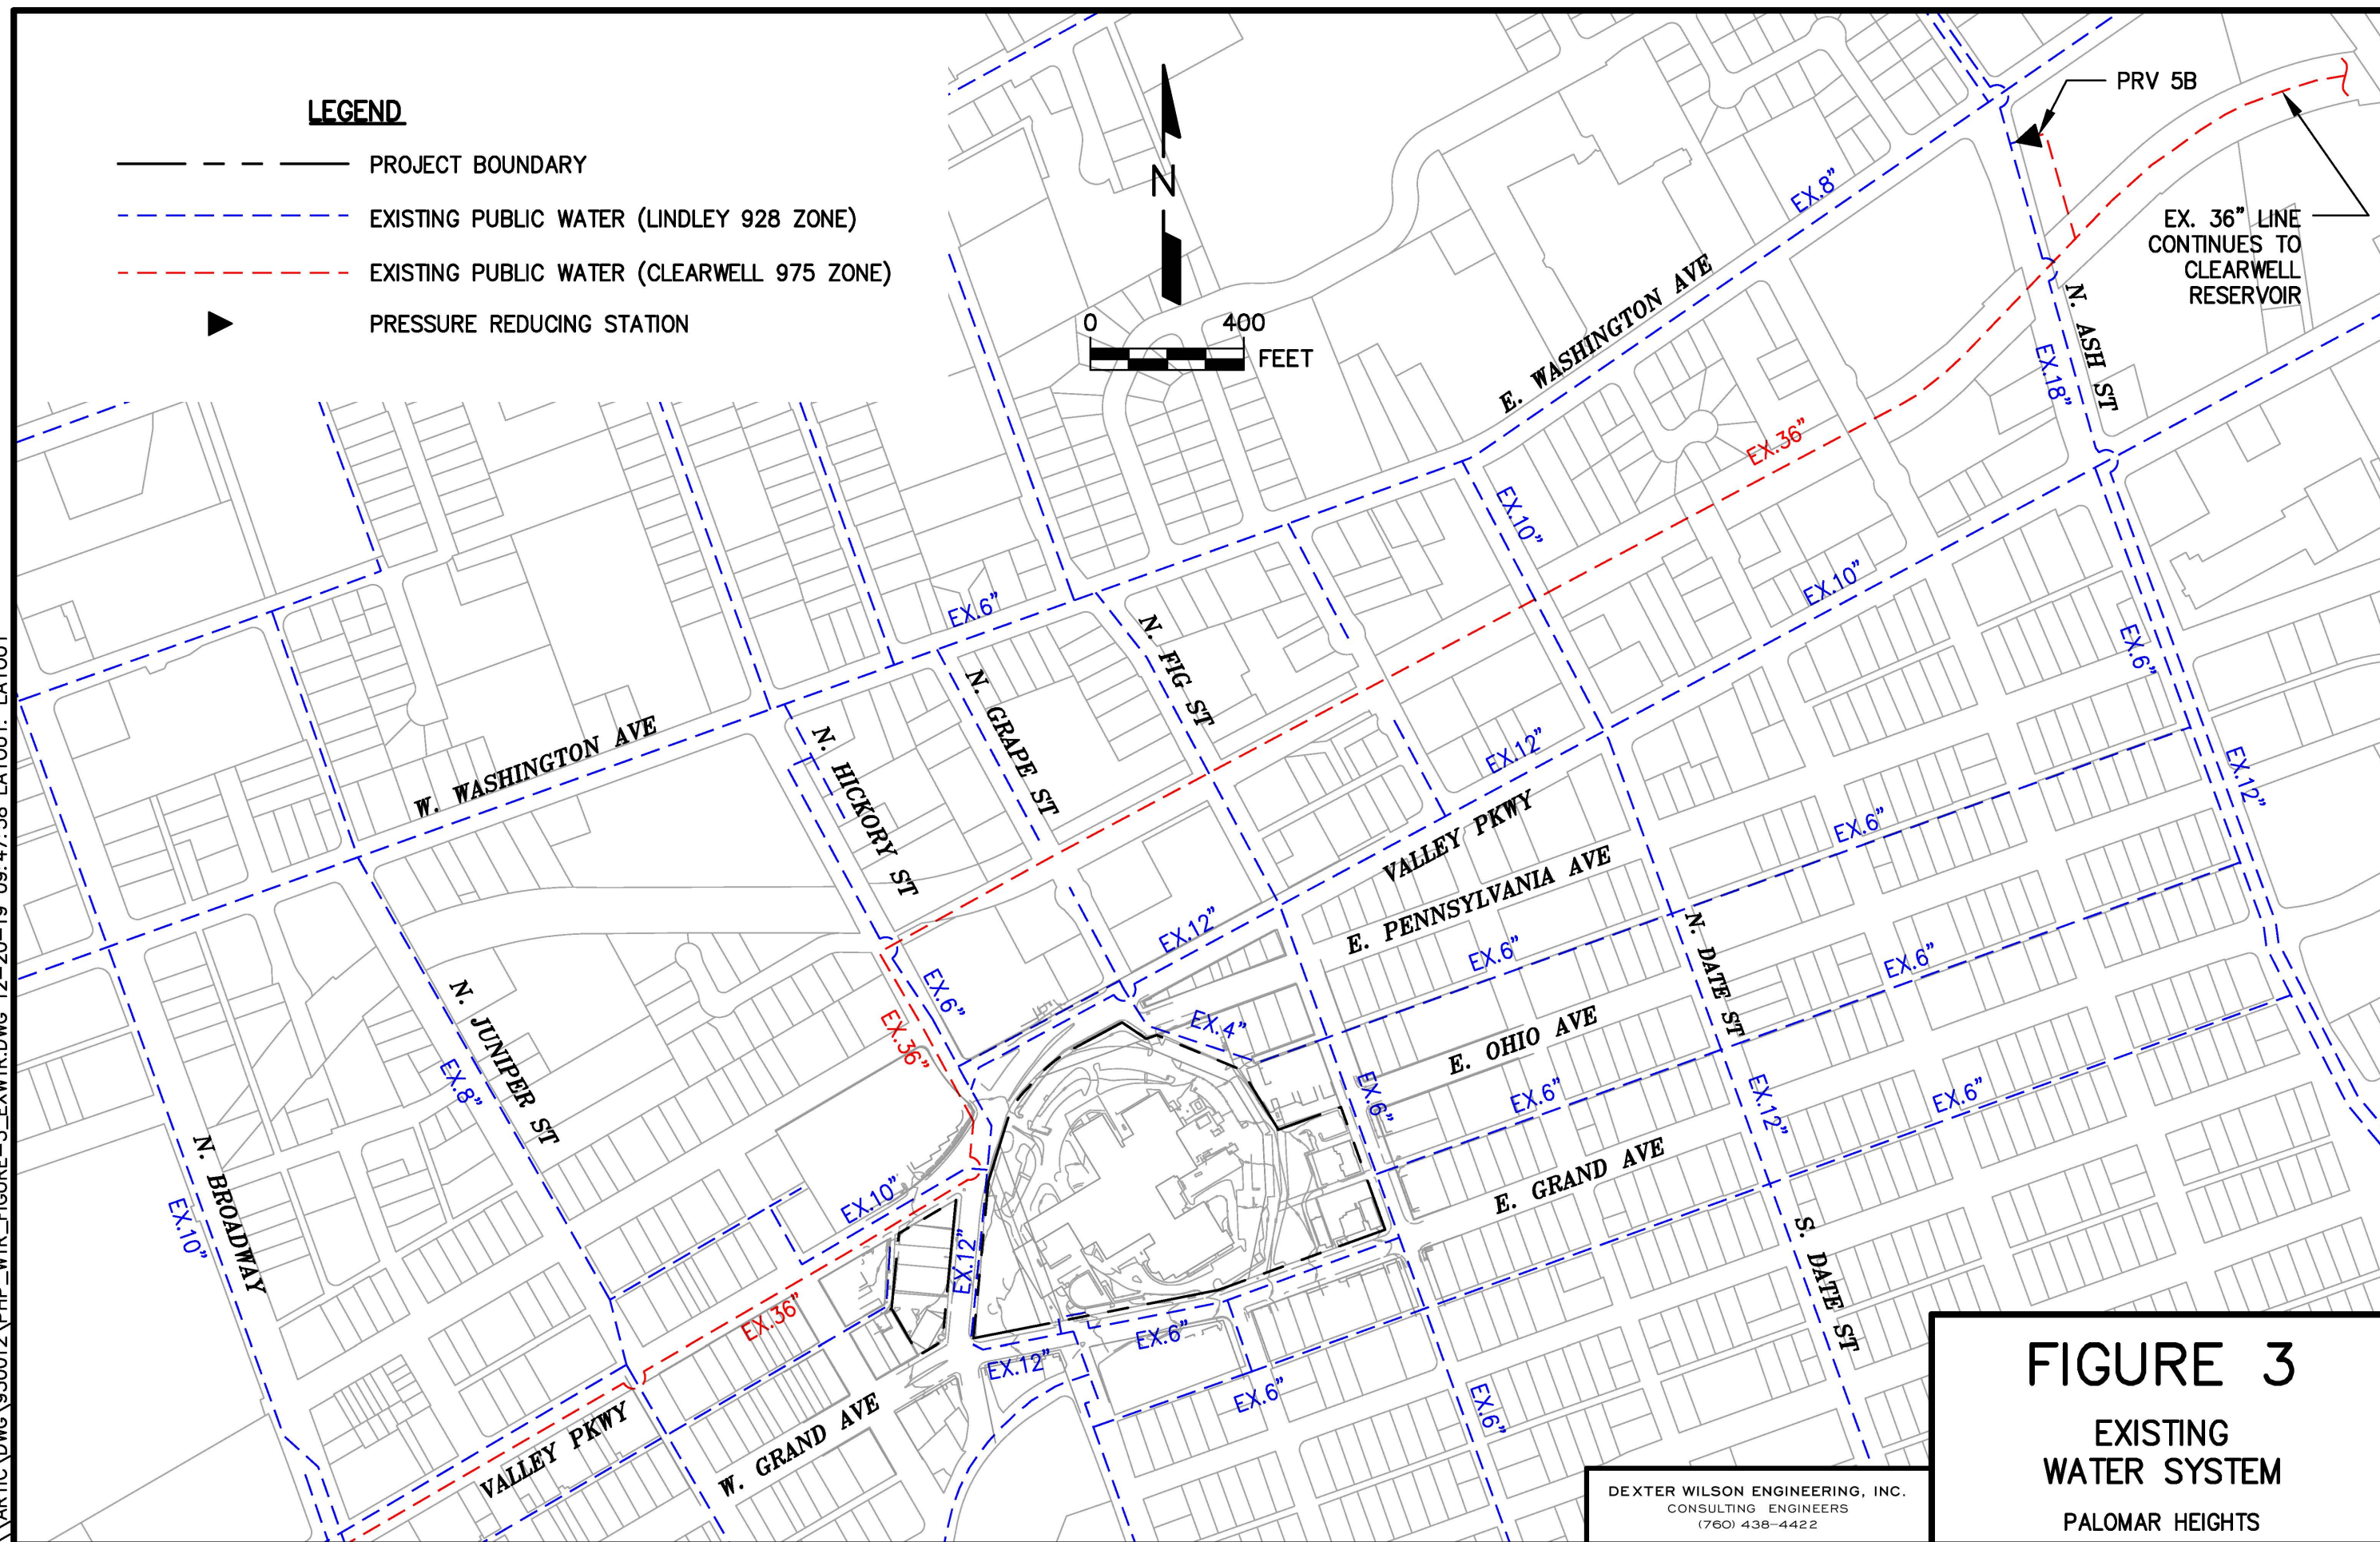 LEGEND
PROJECT BOUNDARY
EXISTING PUBLIC WATER (LINDLEY 928 ZONE)
EXISTING PUBLIC WATER (CLEARWELL 975 ZONE)
PRESSURE REDUCING STATION
N
0 400
FEET
PRV 5B
EX. 36" LINE
CONTINUES TO
CLEARWELL
RESERVOIR
EX.8"
E. WASHINGTON AVE
N. ASH ST
EX.18"
EX.36"
EX.10"
EX.10"
EX.6"
N. FIG ST
EX.6"
N. GRAPE ST
W. WASHINGTON AVE
N. HICKORY ST
EX.12"
EX.12"
VALLEY PKWY
EX.6"
E. PENNSYLVANIA AVE
EX.12"
N. DATE ST
EX.6"
EX.6"
EX.6"
EX.36"
EX.4"
N. JUNIPER ST
EX.8"
E. OHIO AVE
EX.6"
EX.6"
EX.12"
EX.6"
N. BROADWAY
EX.10"
EX.10"
E. GRAND AVE
EX.12"
S. DATE ST
EX.36"
EX.12"
EX.6"
EX.6"
EX.6"
VALLEY PKWY
W. GRAND AVE
DEXTER WILSON ENGINEERING, INC.
CONSULTING ENGINEERS
(760) 438-4422
FIGURE 3
EXISTING
WATER SYSTEM
PALOMAR HEIGHTS